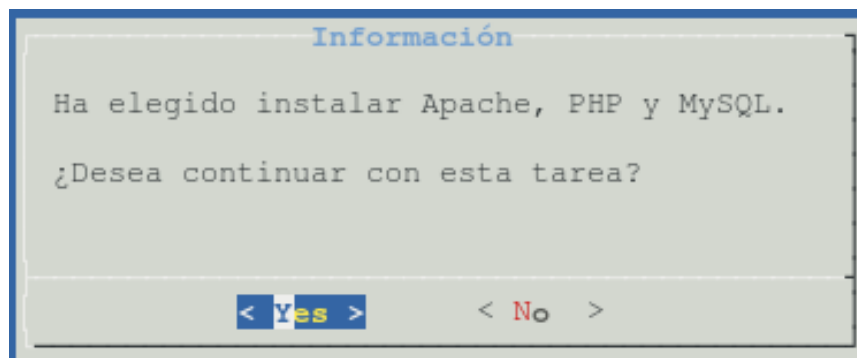 Información
Ha elegido instalar Apache, PHP y MySQL.
¿Desea continuar con esta tarea?
< Yes > < No >